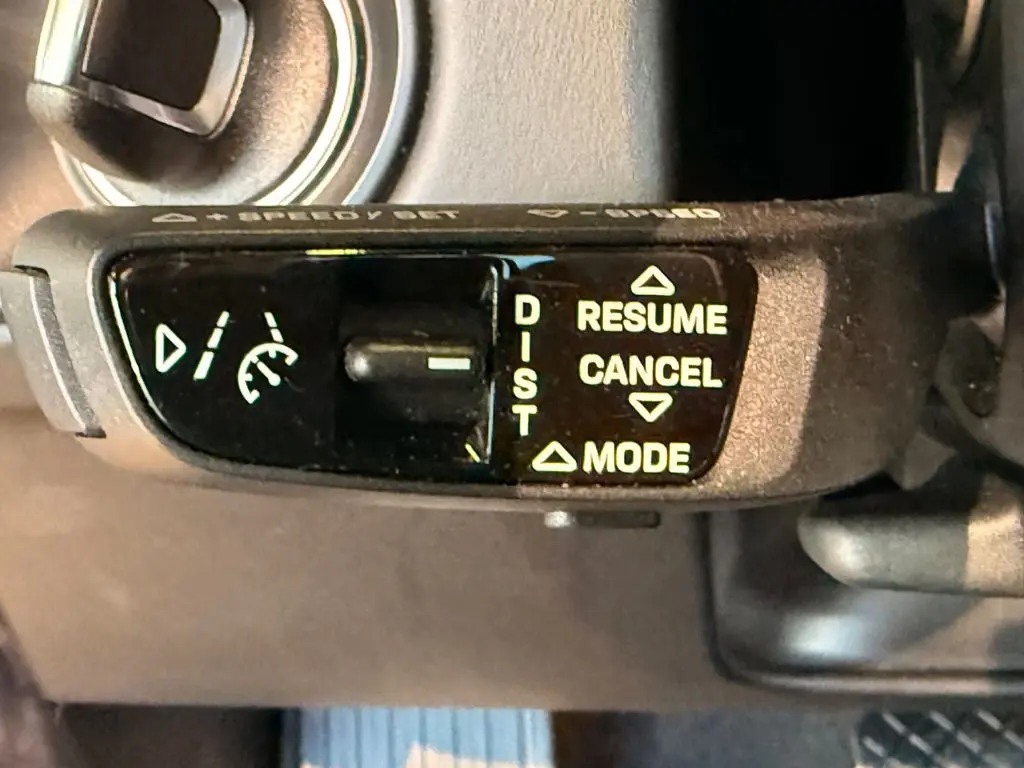 + SPEED/ SET
- SPEED
DIST
RESUME
CANCEL
MODE